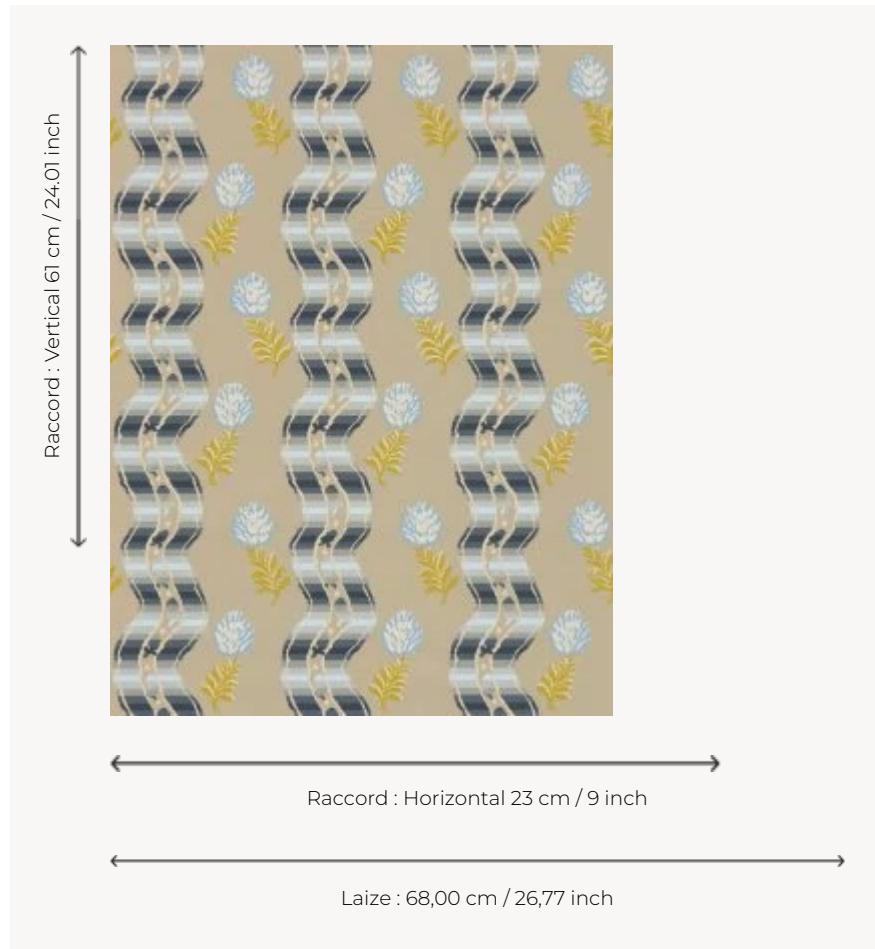 Raccord : Vertical 61 cm / 24.01 inch
Raccord : Horizontal 23 cm / 9 inch
Laize : 68,00 cm / 26,77 inch